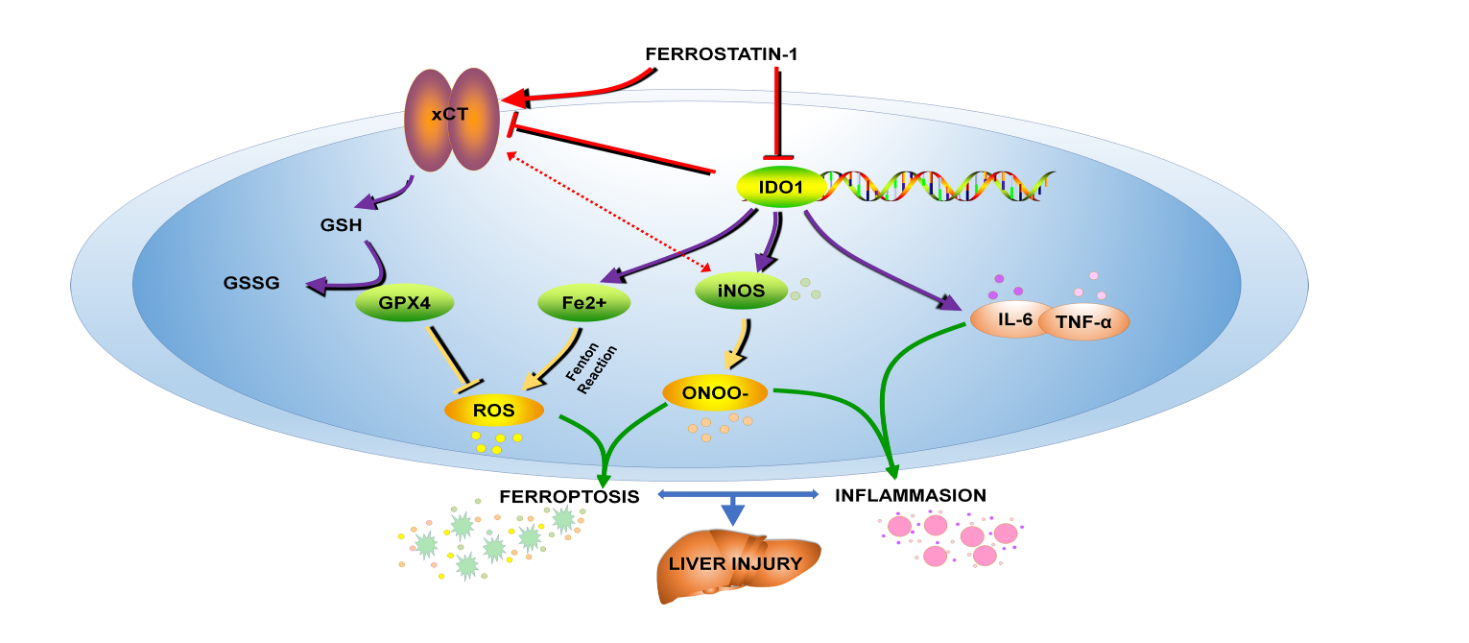 FERROSTATIN-1
xCT
IDO1
GSH
GSSG
GPX4
Fe2+
iNOS
IL-6
TNF-α
Fenton
Reaction
ROS
ONOO-
FERROPTOSIS
INFLAMMASION
LIVER INJURY